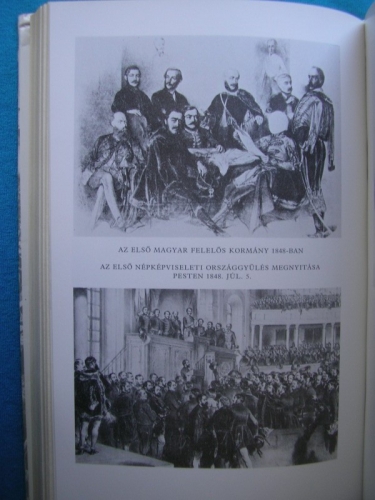 AZ ELSŐ MAGYAR FELELŐS KORMÁNY 1848-BAN
AZ ELSŐ NÉPKÉPVISELETI ORSZÁGGYŰLÉS MEGNYITÁSA
PESTEN 1848. JÚL. 5.